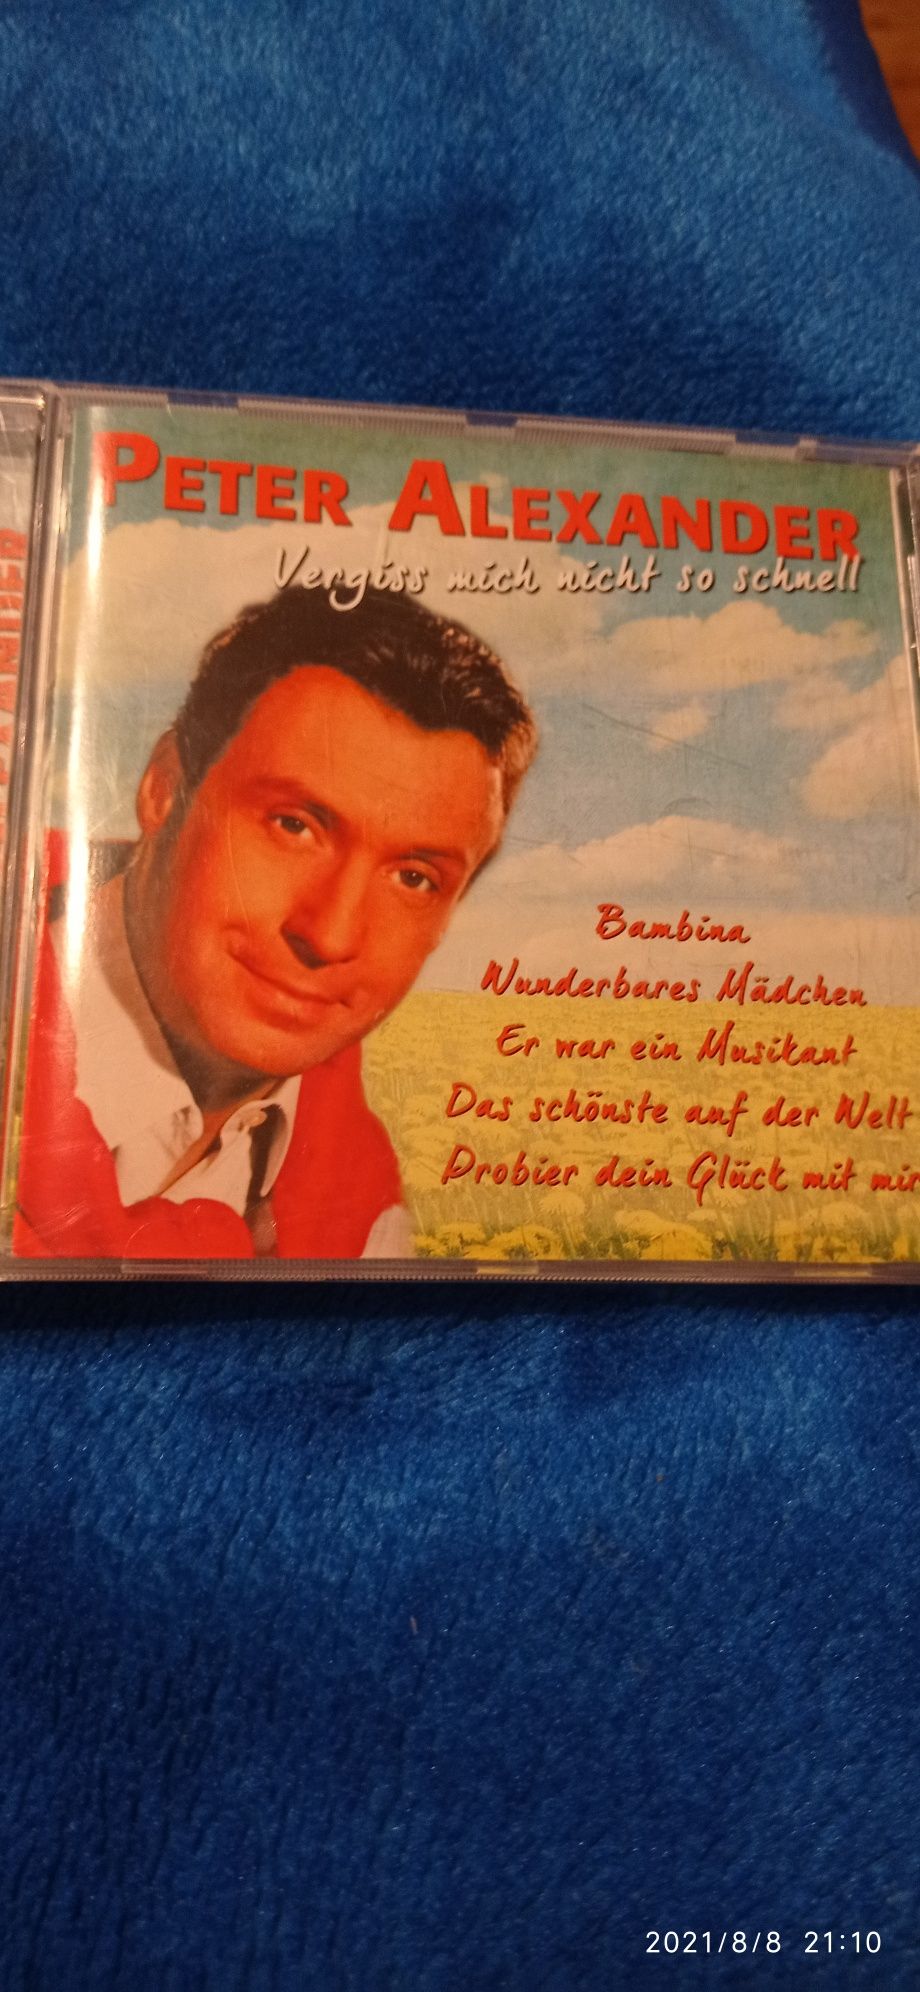 PETER ALEXANDER
Vergiss mich nicht so schnell
Bambina
Wunderbares Mädchen
Er war ein Musikant
Das schönste auf der Welt
Probier dein Glück mit mir
2021/8/8 21:10